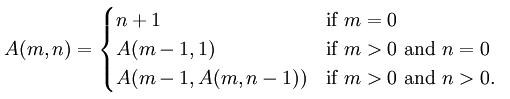 A(m, n) = { n + 1 if m = 0
A(m − 1, 1) if m > 0 and n = 0
A(m − 1, A(m, n − 1)) if m > 0 and n > 0.